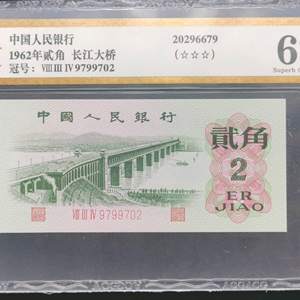 中国人民银行
1962年贰角 长江大桥
冠号：VIII III IV 9799702
20296679
(☆☆☆)
6
Superb
中國人民銀行
貳角
2
ER
JIAO
VIII III IV 9799702